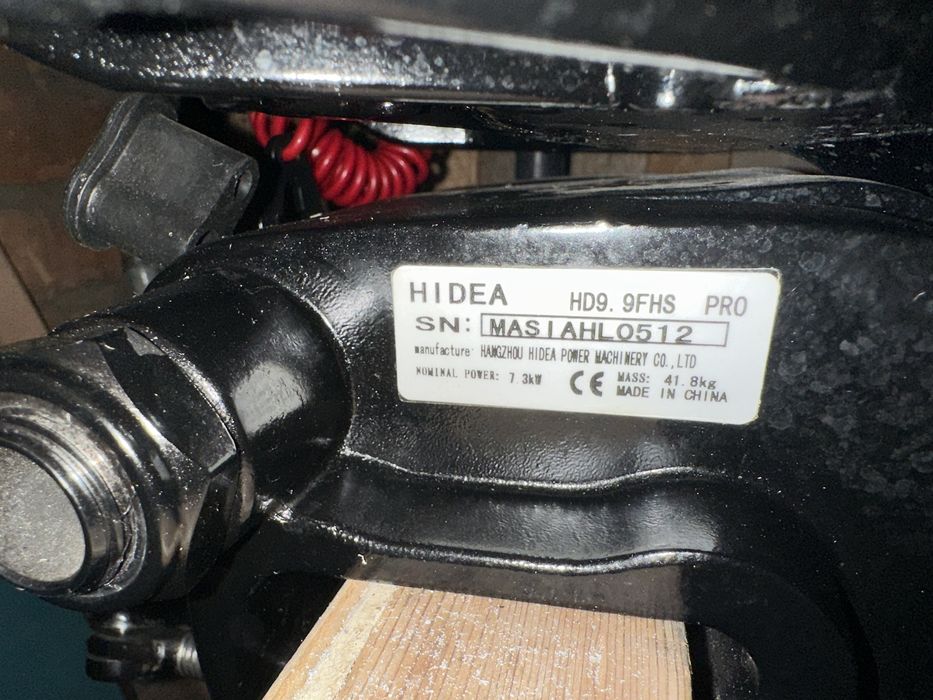 HIDEA HD9.9FHS PRO
SN: MASIAHL0512
manufacture: HANGZHOU HIDEA POWER MACHINERY CO.,LTD
NOMINAL POWER: 7.3kW CE MASS: 41.8kg
MADE IN CHINA